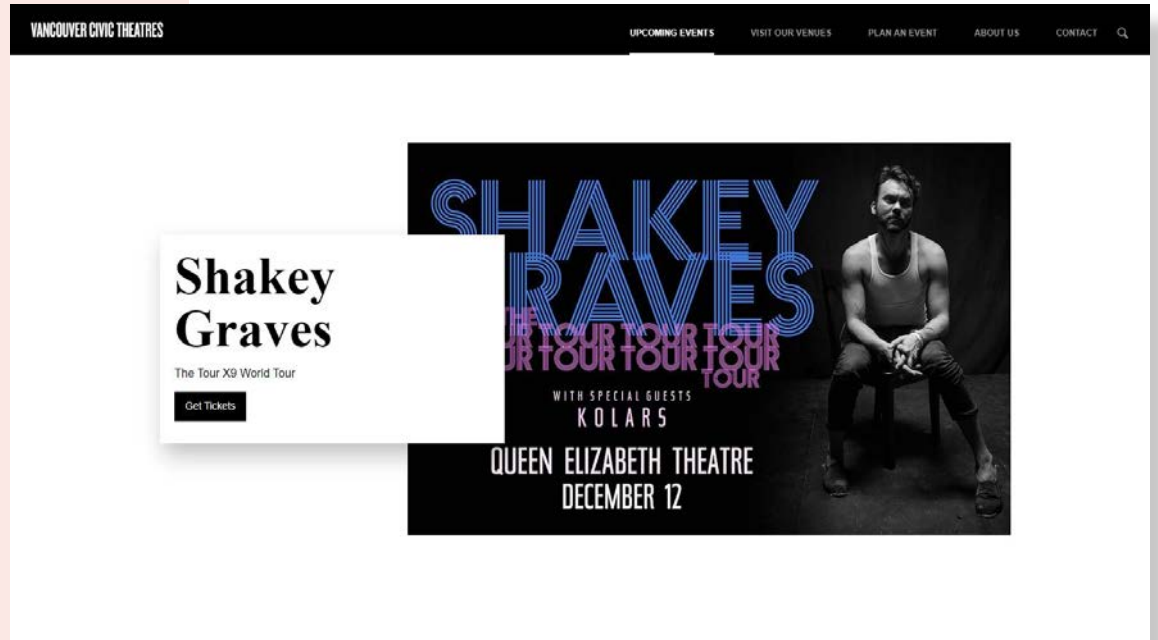 VANCOUVER CIVIC THEATRES
UPCOMING EVENTS
VISIT OUR VENUES
PLAN AN EVENT
ABOUT US
CONTACT
Shakey
Graves
The Tour X9 World Tour
Get Tickets
SHAKEY
RAVES
THE
TOUR TOUR TOUR
UR TOUR TOUR TOUR
TOUR
WITH SPECIAL GUESTS
KOLARS
QUEEN ELIZABETH THEATRE
DECEMBER 12